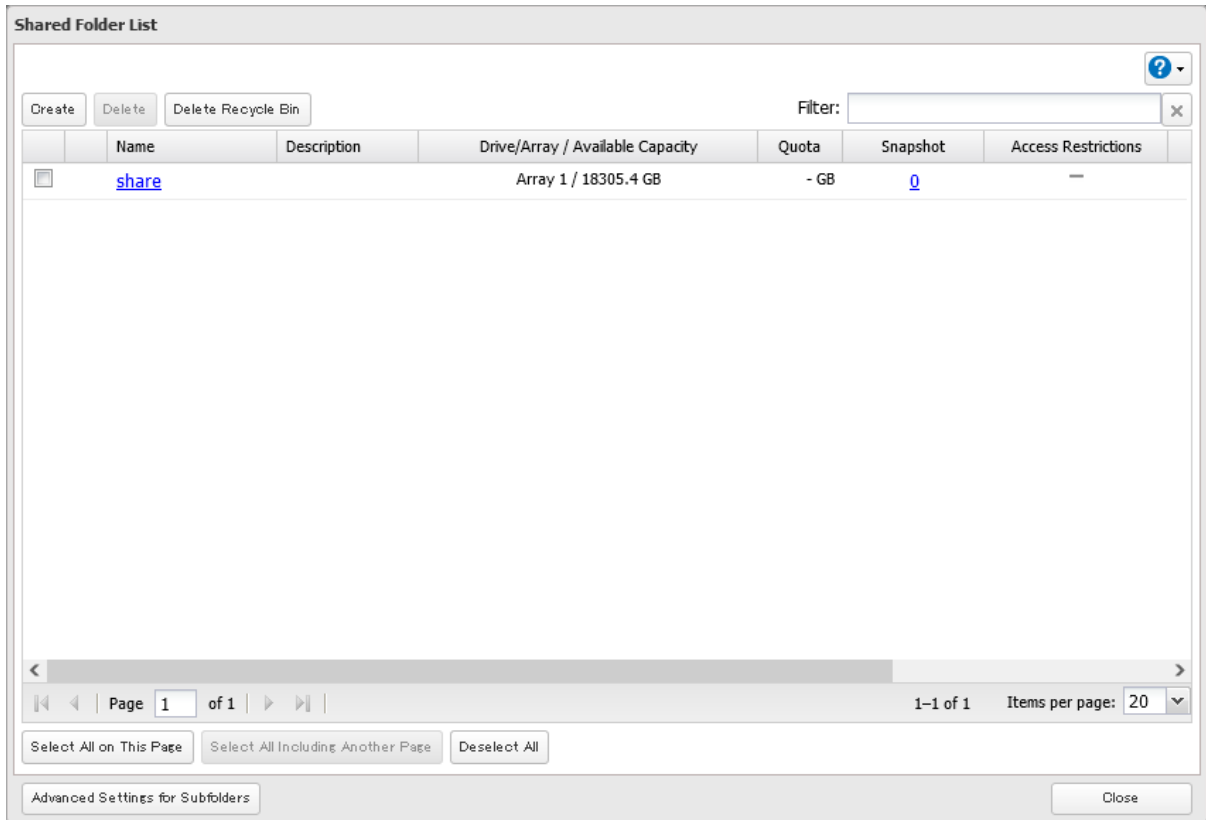 Shared Folder List
?
Create Delete Delete Recycle Bin Filter:
Name Description Drive/Array / Available Capacity Quota Snapshot Access Restrictions
share Array 1 / 18305.4 GB - GB 0 —
Page 1 of 1 1–1 of 1 Items per page: 20
Select All on This Page Select All Including Another Page Deselect All
Advanced Settings for Subfolders Close